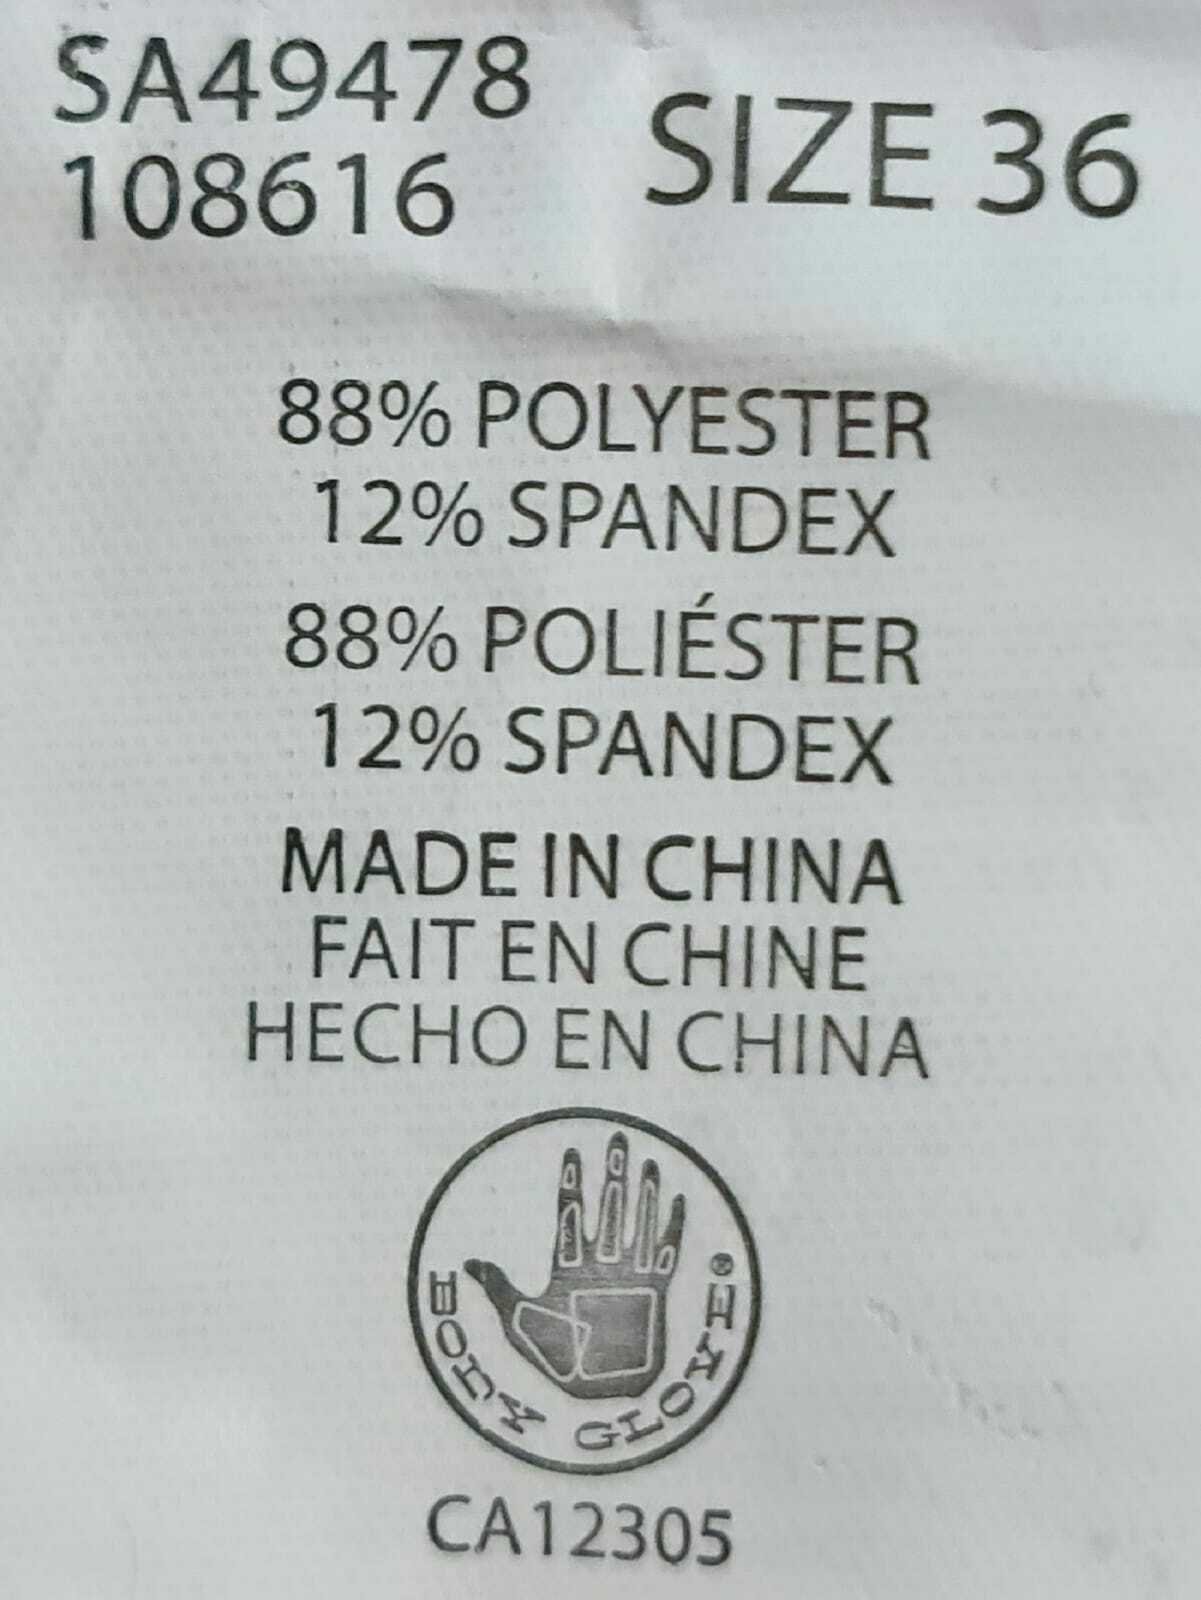 SA49478
108616
SIZE 36
88% POLYESTER
12% SPANDEX
88% POLIÉSTER
12% SPANDEX
MADE IN CHINA
FAIT EN CHINE
HECHO EN CHINA
BODY GLOVE®
CA12305